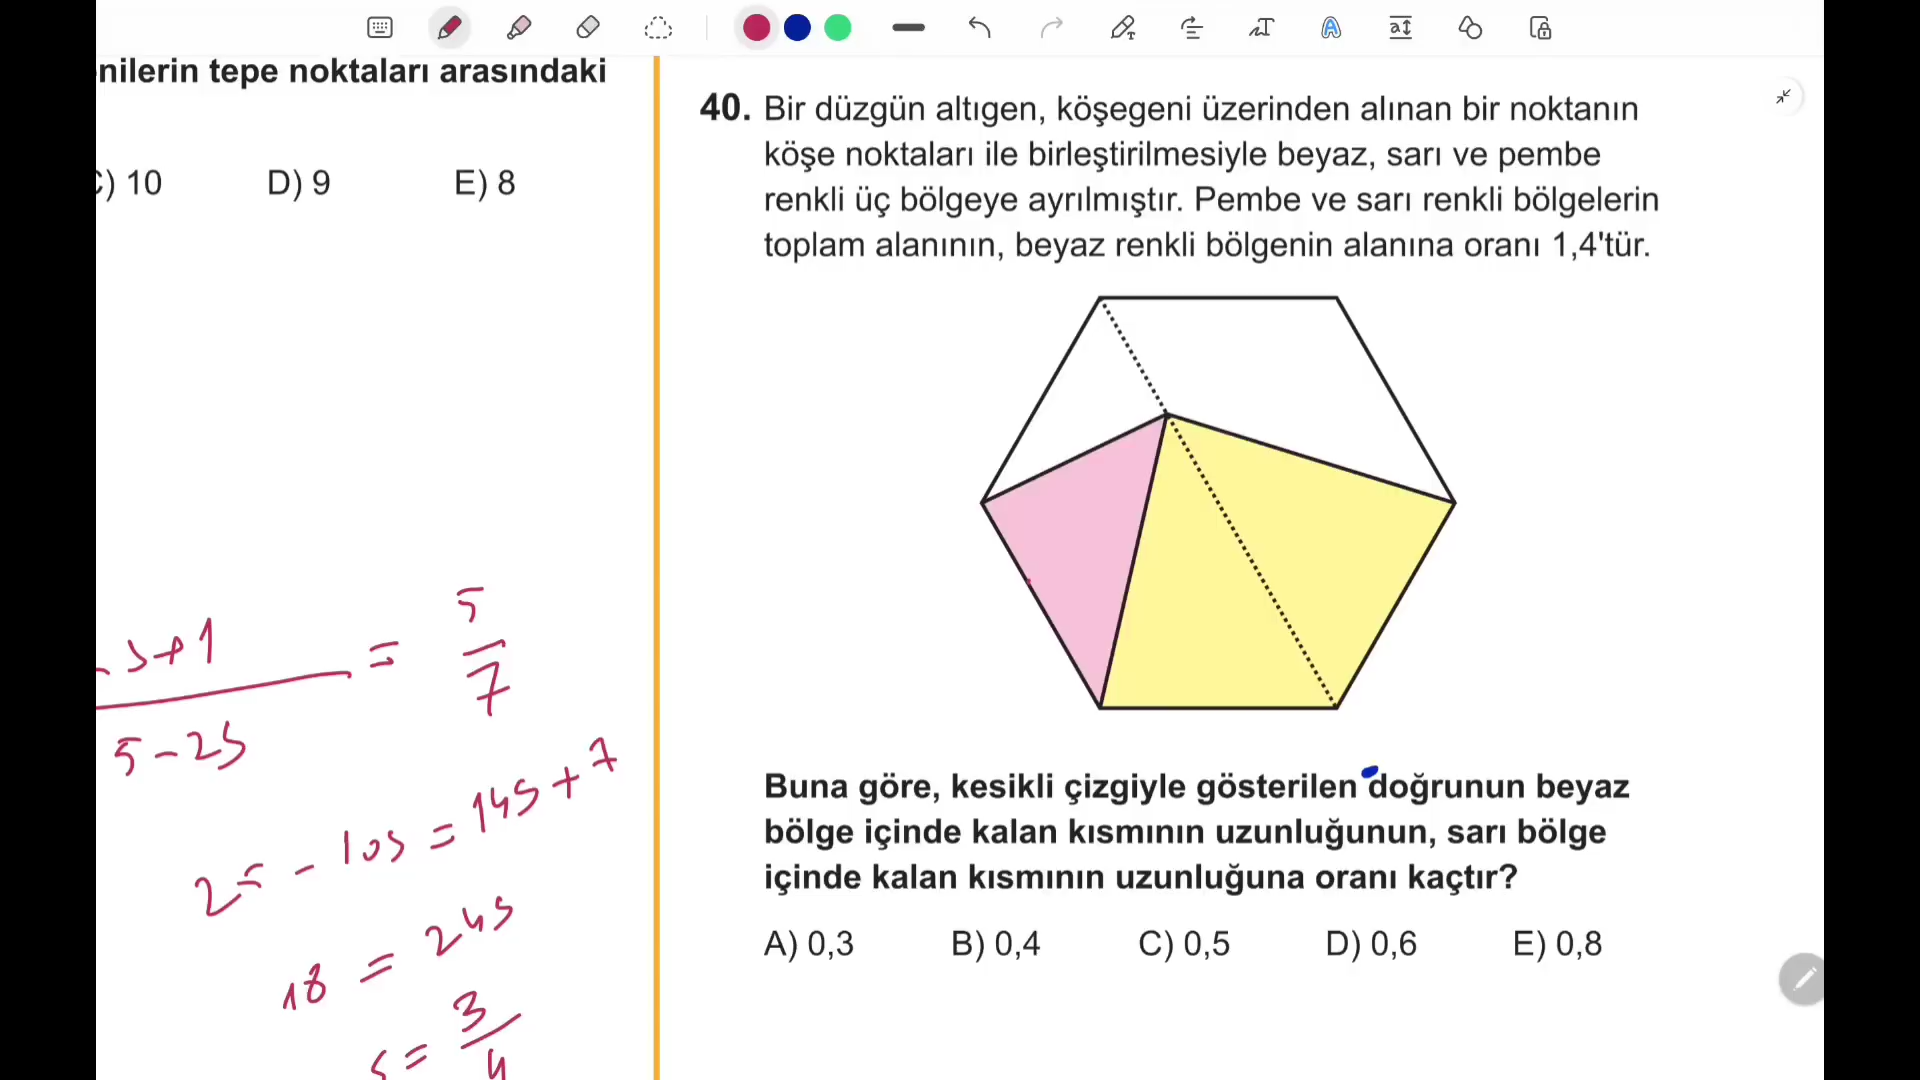 nilerin tepe noktaları arasındaki
C) 10 D) 9 E) 8
40. Bir düzgün altıgen, köşegeni üzerinden alınan bir noktanın
köşe noktaları ile birleştirilmesiyle beyaz, sarı ve pembe
renkli üç bölgeye ayrılmıştır. Pembe ve sarı renkli bölgelerin
toplam alanının, beyaz renkli bölgenin alanına oranı 1,4'tür.
s+1 = 5
7
5-2s
25-10s = 14s+7
18 = 24s
s = 3
4
Buna göre, kesikli çizgiyle gösterilen doğrunun beyaz
bölge içinde kalan kısmının uzunluğunun, sarı bölge
içinde kalan kısmının uzunluğuna oranı kaçtır?
A) 0,3 B) 0,4 C) 0,5 D) 0,6 E) 0,8